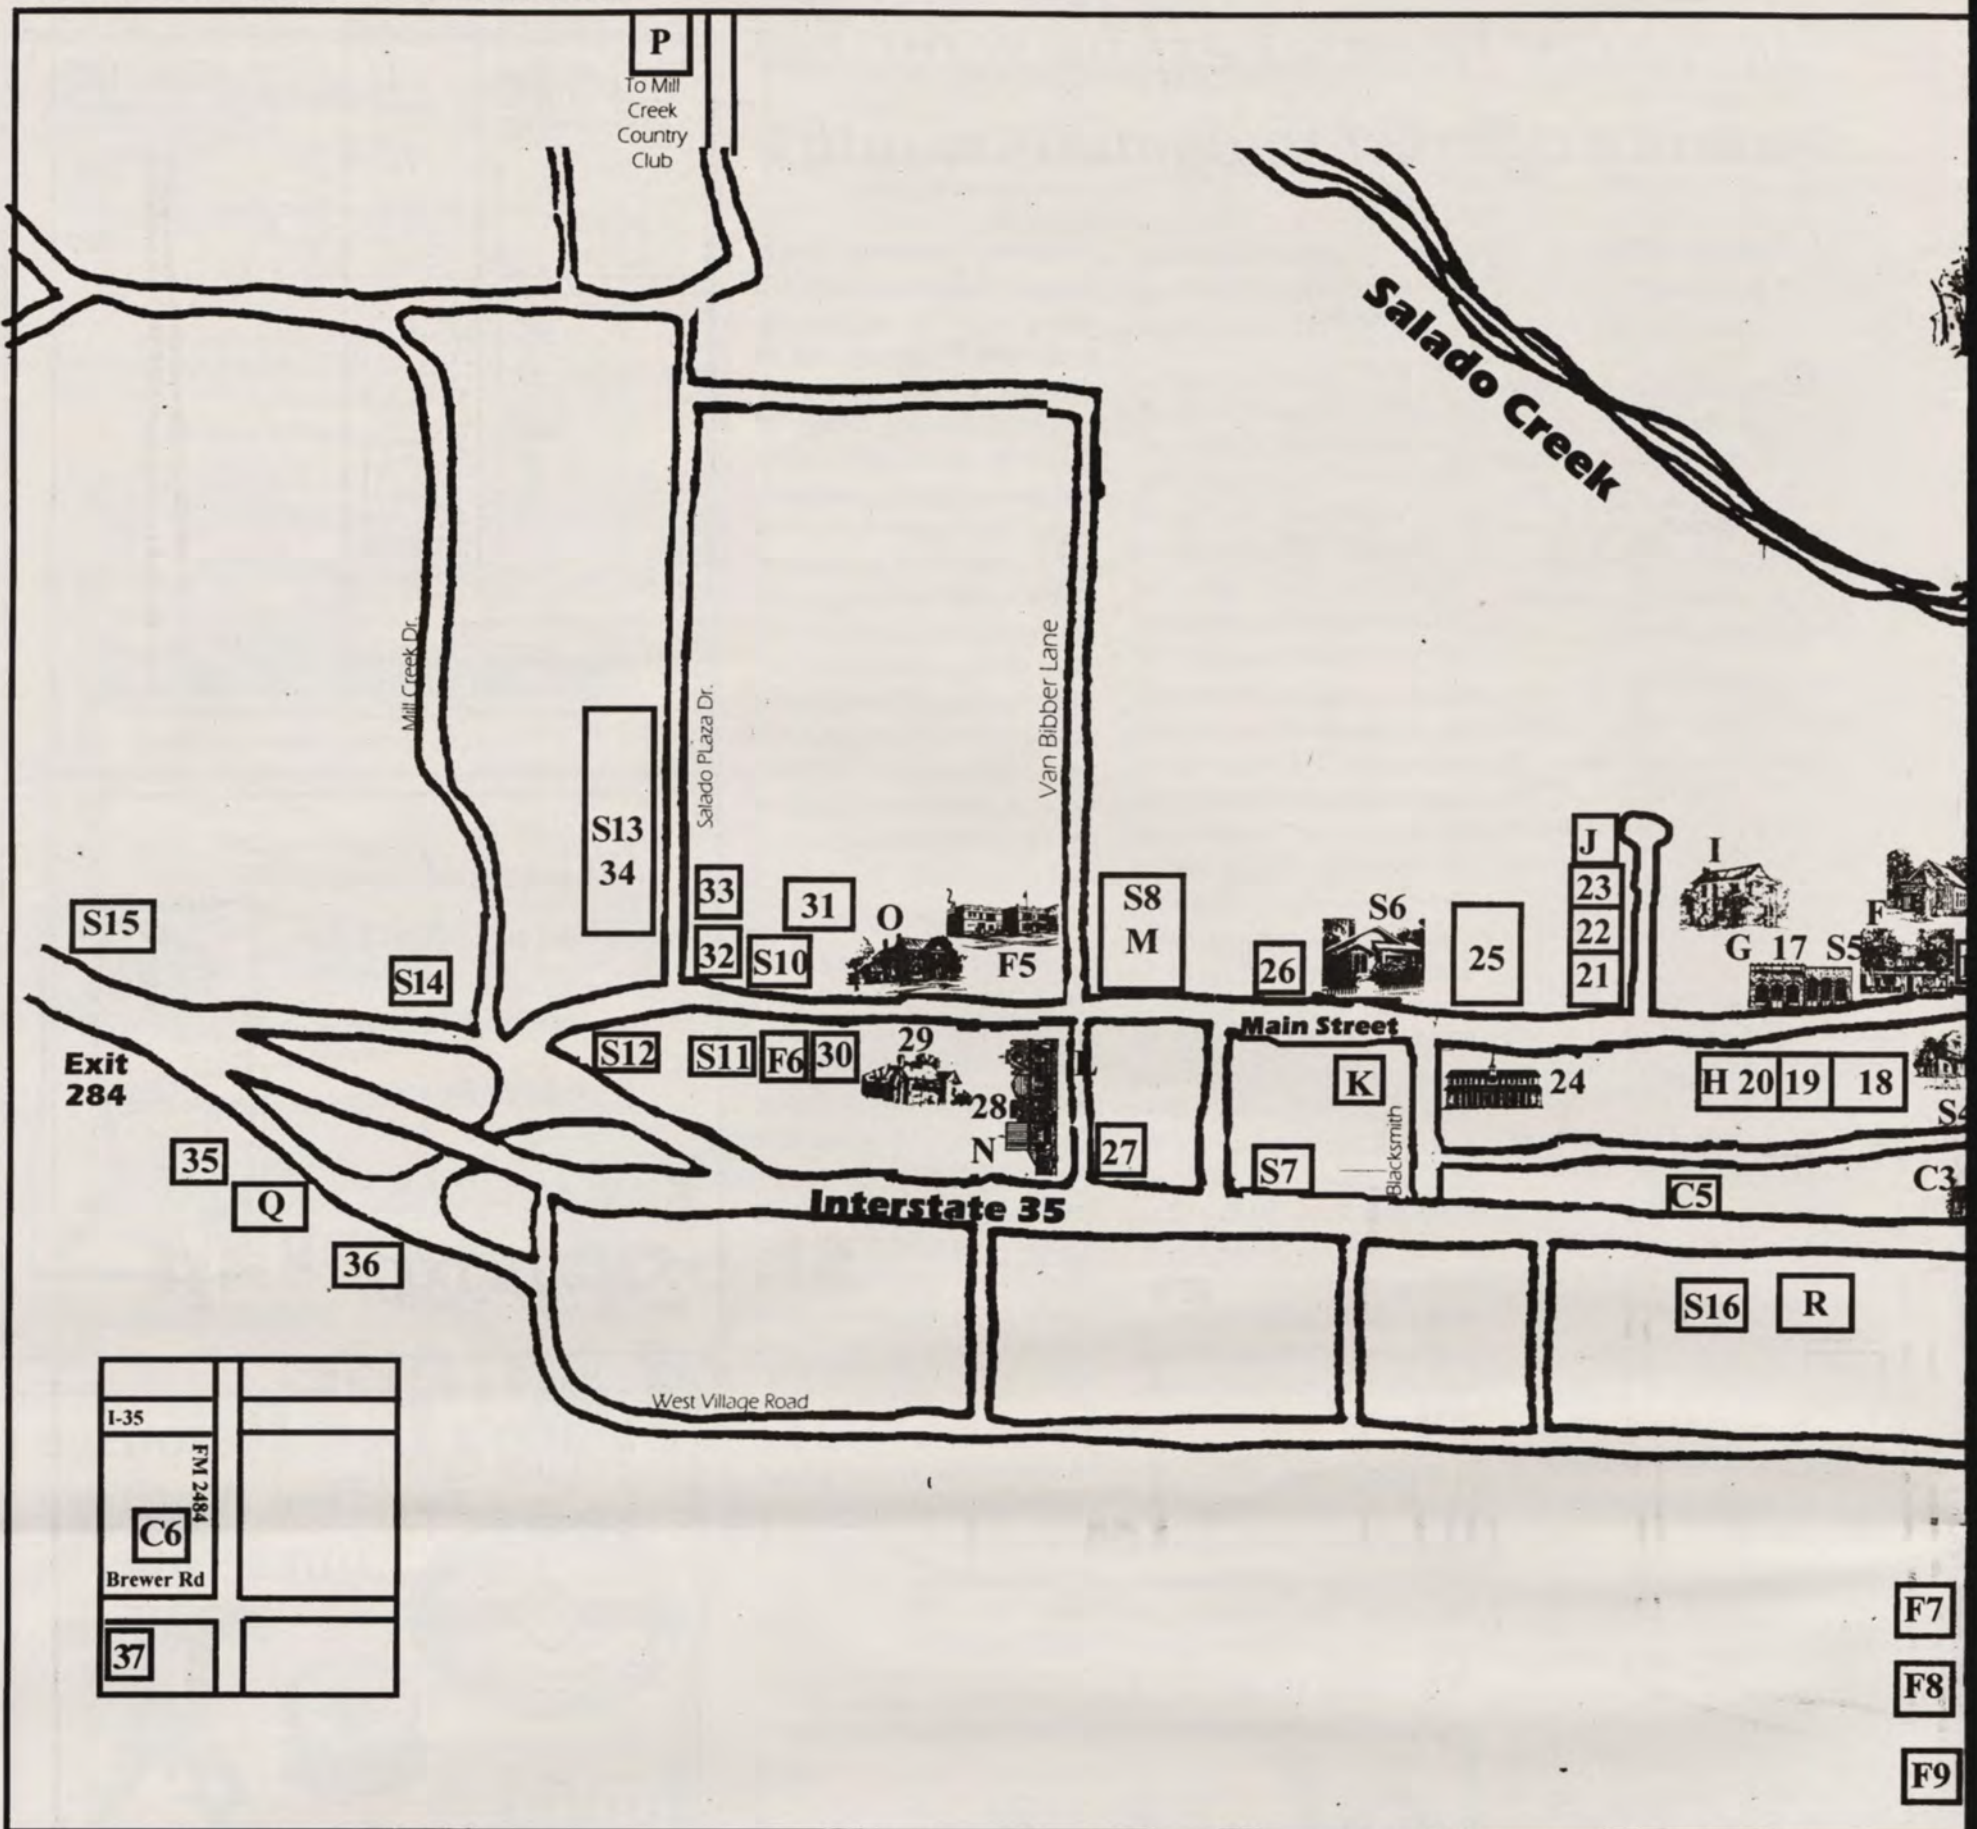 P
To Mill
Creek
Country
Club
Salado Creek
Mill Creek Dr.
Salado PLaza Dr.
Van Bibber Lane
S13
34
33
31
32
S10
O
F5
S8
M
26
S6
25
J
23
22
21
I
F
G 17 S5
S15
S14
Exit
284
S12
S11
F6
30
29
28
N
L
27
Main Street
K
S7
Blacksmith
24
H 20
19
18
S4
C3
C5
35
Q
36
Interstate 35
S16
R
West Village Road
I-35
FM 2484
C6
Brewer Rd
37
F7
F8
F9